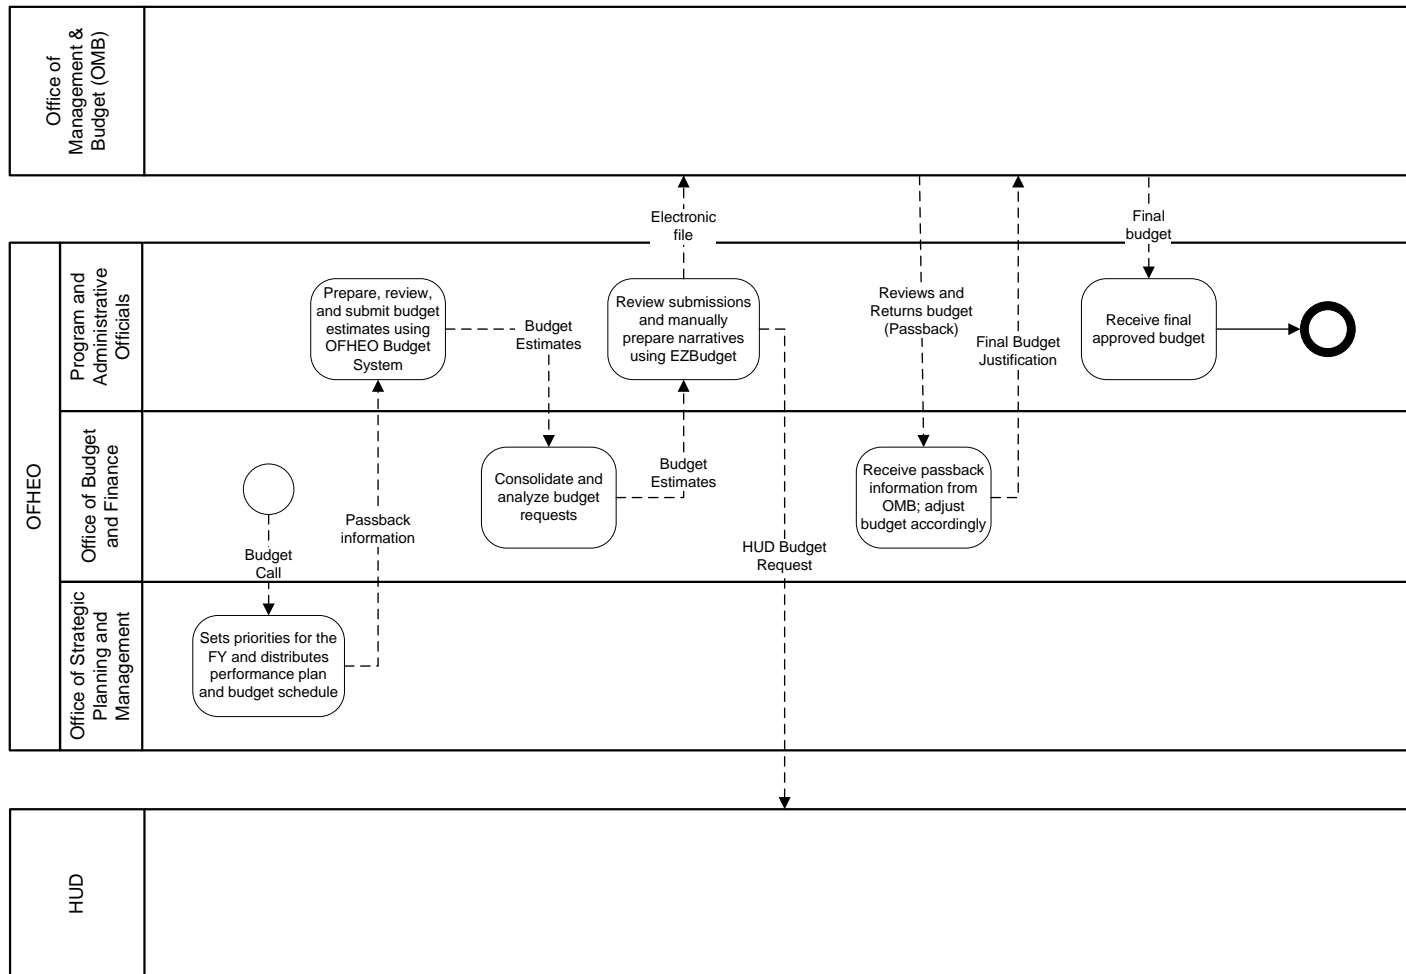 Office of
Management &
Budget (OMB)
Electronic
file
Final
budget
OFHEO
Program and
Administrative
Officials
Prepare, review,
and submit budget
estimates using
OFHEO Budget
System
Budget
Estimates
Review submissions
and manually
prepare narratives
using EZBudget
Reviews and
Returns budget
(Passback)
Final Budget
Justification
Receive final
approved budget
Office of Budget
and Finance
Budget
Call
Passback
information
Consolidate and
analyze budget
requests
Budget
Estimates
HUD Budget
Request
Receive passback
information from
OMB; adjust
budget accordingly
Office of Strategic
Planning and
Management
Sets priorities for the
FY and distributes
performance plan
and budget schedule
HUD